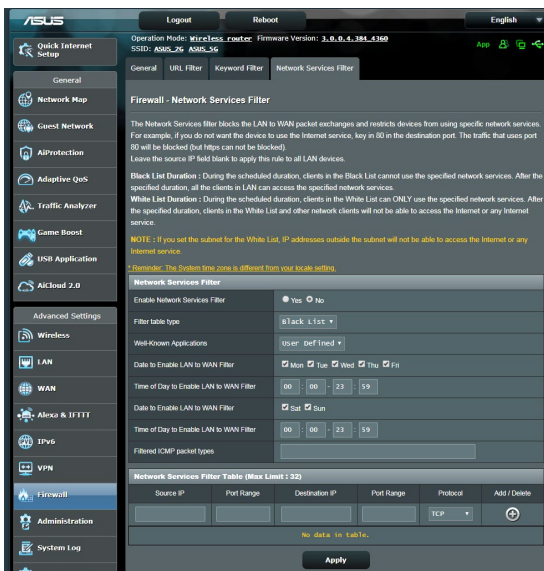 ASUS
Logout
Reboot
English
Operation Mode: Wireless router Firmware Version: 3.0.0.4.384_4360
SSID: ASUS_2G ASUS_5G
App
Quick Internet
Setup
General
Network Map
Guest Network
AiProtection
Adaptive QoS
Traffic Analyzer
Game Boost
USB Application
AiCloud 2.0
Advanced Settings
Wireless
LAN
WAN
Alexa & IFTTT
IPv6
VPN
Firewall
Administration
System Log
General
URL Filter
Keyword Filter
Network Services Filter
Firewall - Network Services Filter
The Network Services filter blocks the LAN to WAN packet exchanges and restricts devices from using specific network services.
For example, if you do not want the device to use the Internet service, key in 80 in the destination port. The traffic that uses port
80 will be blocked (but https can not be blocked).
Leave the source IP field blank to apply this rule to all LAN devices.
Black List Duration : During the scheduled duration, clients in the Black List cannot use the specified network services. After the
specified duration, all the clients in LAN can access the specified network services.
White List Duration : During the scheduled duration, clients in the White List can ONLY use the specified network services. After
the specified duration, clients in the White List and other network clients will not be able to access the Internet or any Internet
service.
NOTE : If you set the subnet for the White List, IP addresses outside the subnet will not be able to access the Internet or any
Internet service.
* Reminder: The System time zone is different from your locale setting.
Network Services Filter
Enable Network Services Filter
Yes No
Filter table type
Black List
Well-Known Applications
User Defined
Date to Enable LAN to WAN Filter
Mon Tue Wed Thu Fri
Time of Day to Enable LAN to WAN Filter
00 : 00 - 23 : 59
Date to Enable LAN to WAN Filter
Sat Sun
Time of Day to Enable LAN to WAN Filter
00 : 00 - 23 : 59
Filtered ICMP packet types
Network Services Filter Table (Max Limit : 32)
Source IP
Port Range
Destination IP
Port Range
Protocol
Add / Delete
TCP
No data in table.
Apply